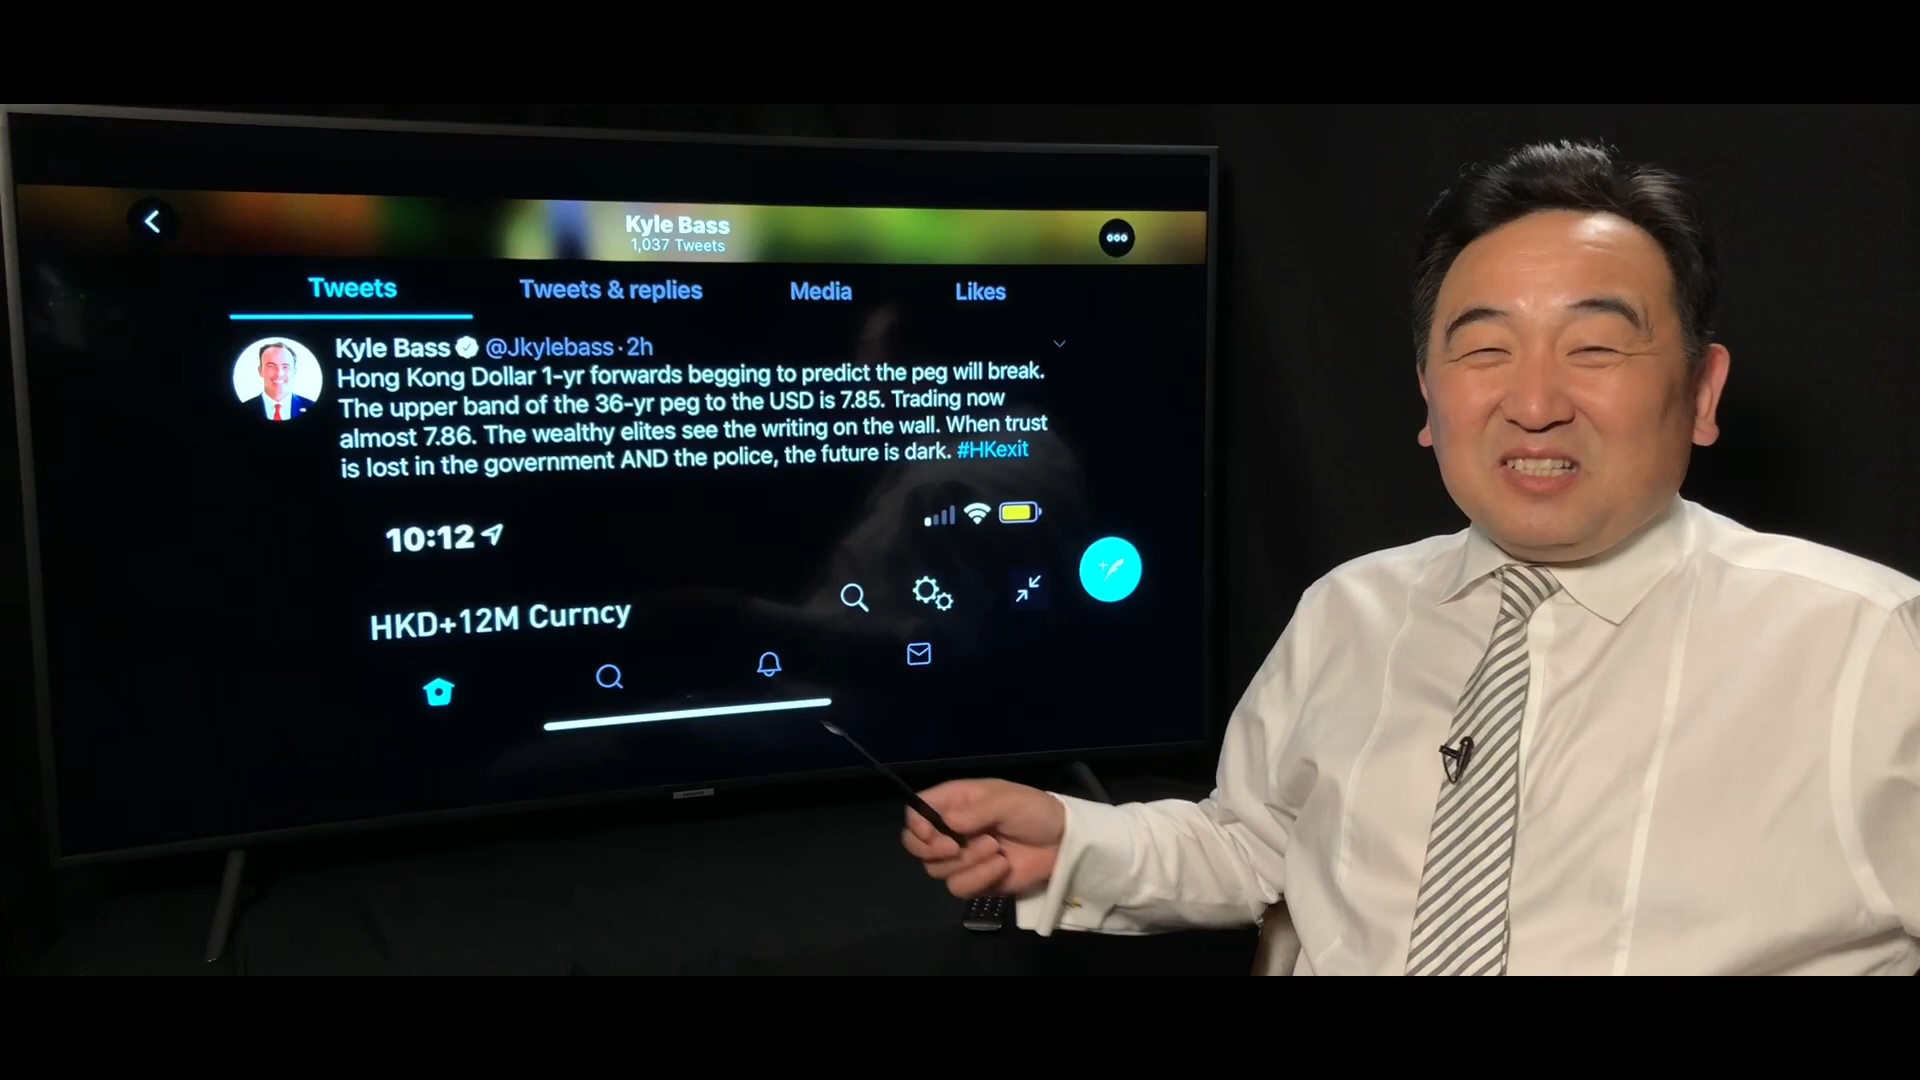 Kyle Bass
1,037 Tweets
Tweets Tweets & replies Media Likes
Kyle Bass @Jkylebass · 2h
Hong Kong Dollar 1-yr forwards begging to predict the peg will break.
The upper band of the 36-yr peg to the USD is 7.85. Trading now
almost 7.86. The wealthy elites see the writing on the wall. When trust
is lost in the government AND the police, the future is dark. #HKexit
10:12
HKD+12M Curncy